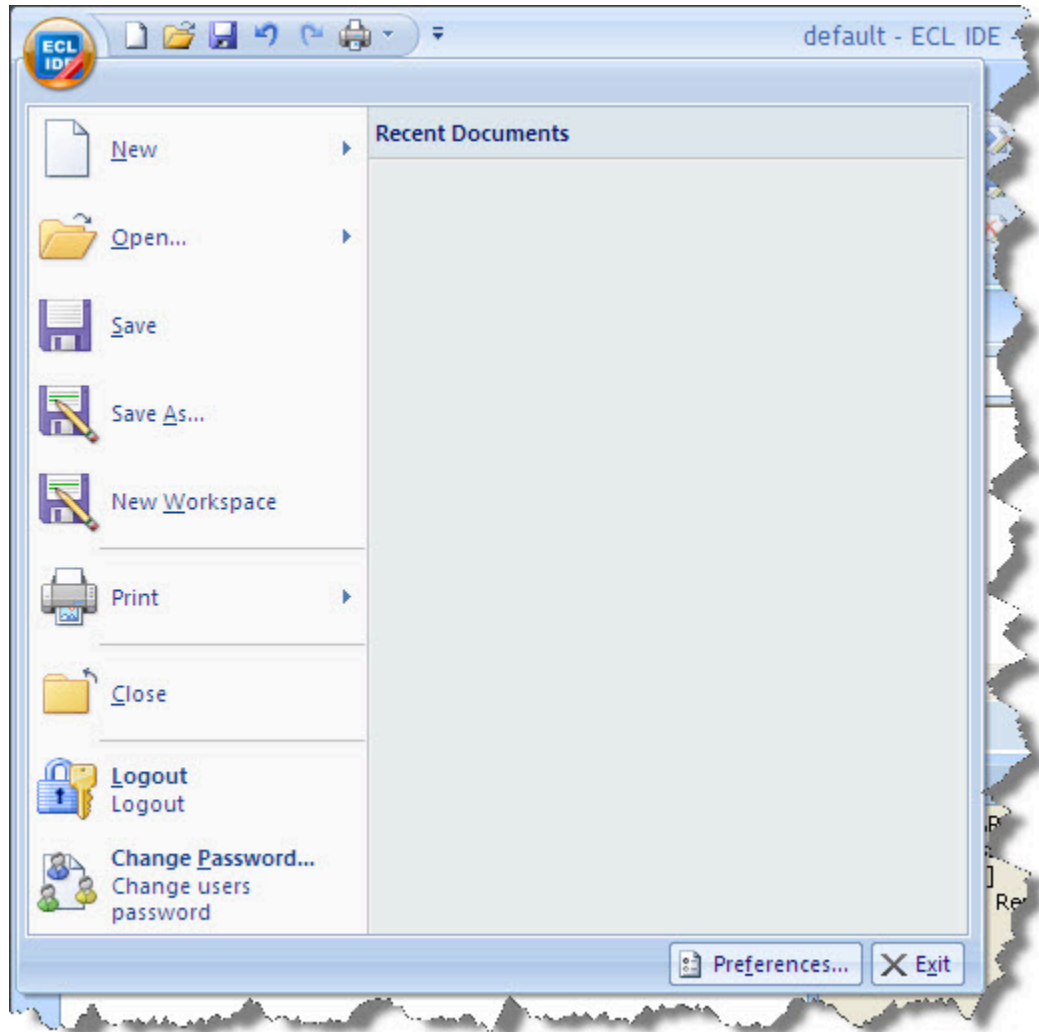 default - ECL IDE
ECL
IDE
Recent Documents
New
Open...
Save
Save As...
New Workspace
Print
Close
Logout
Logout
Change Password...
Change users
password
Preferences...
Exit